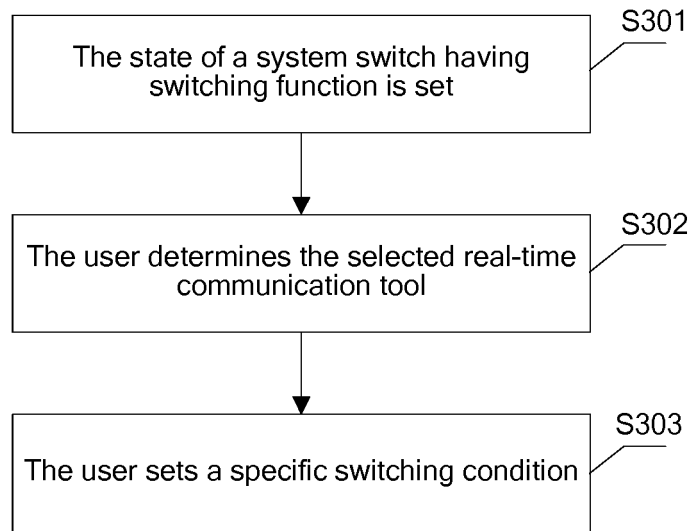 S301
The state of a system switch having
switching function is set
S302
The user determines the selected real-time
communication tool
S303
The user sets a specific switching condition